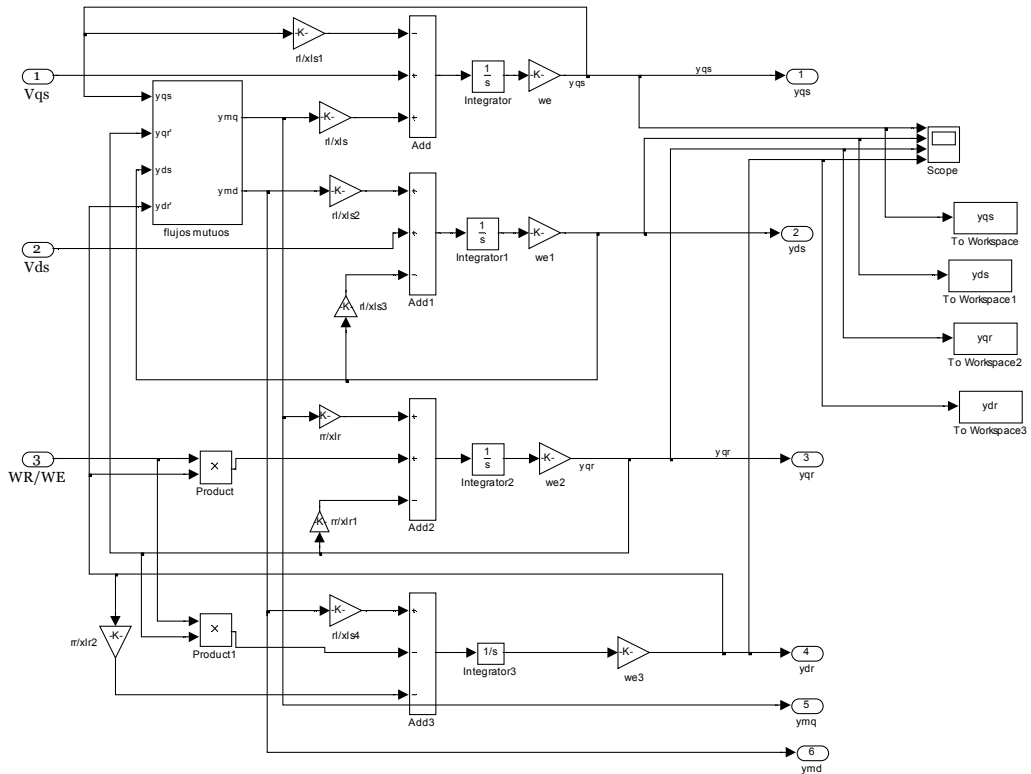 -K-
rl/xls1
1
Vqs
yqs
yqr'
yds
ydr'
ymq
ymd
flujos mutuos
-K-
rl/xls
Add
1
s
Integrator
-K-
we
yqs
yqs
1
yqs
Scope
yqs
To Workspace
yds
To Workspace1
yqr
To Workspace2
ydr
To Workspace3
2
Vds
-K-
rl/xls2
-K-
rl/xls3
Add1
1
s
Integrator1
-K-
we1
2
yds
3
WR/WE
×
Product
-K-
rr/xlr
-K-
rr/xlr1
Add2
1
s
Integrator2
-K-
we2
yqr
yqr
3
yqr
-K-
rr/xlr2
×
Product1
-K-
rl/xls4
Add3
1/s
Integrator3
-K-
we3
4
ydr
5
ymq
6
ymd